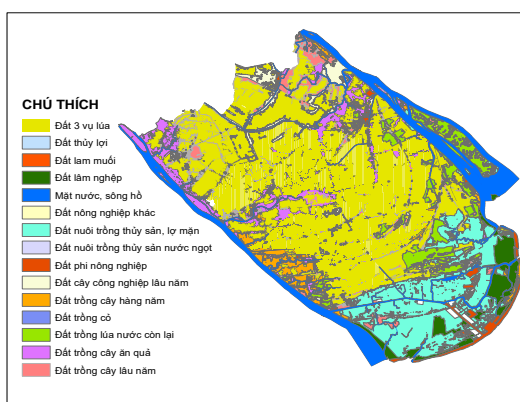 CHÚ THÍCH
Đất 3 vụ lúa
Đất thủy lợi
Đất lam muối
Đất lâm nghệp
Mặt nước, sông hồ
Đất nông nghiệp khác
Đất nuôi trồng thủy sản, lợ mặn
Đất nuôi trồng thủy sản nước ngọt
Đất phi nông nghiệp
Đất cây công nghiệp lâu năm
Đất trồng cây hàng năm
Đất trồng cỏ
Đất trồng lúa nước còn lại
Đất trồng cây ăn quả
Đất trồng cây lâu năm